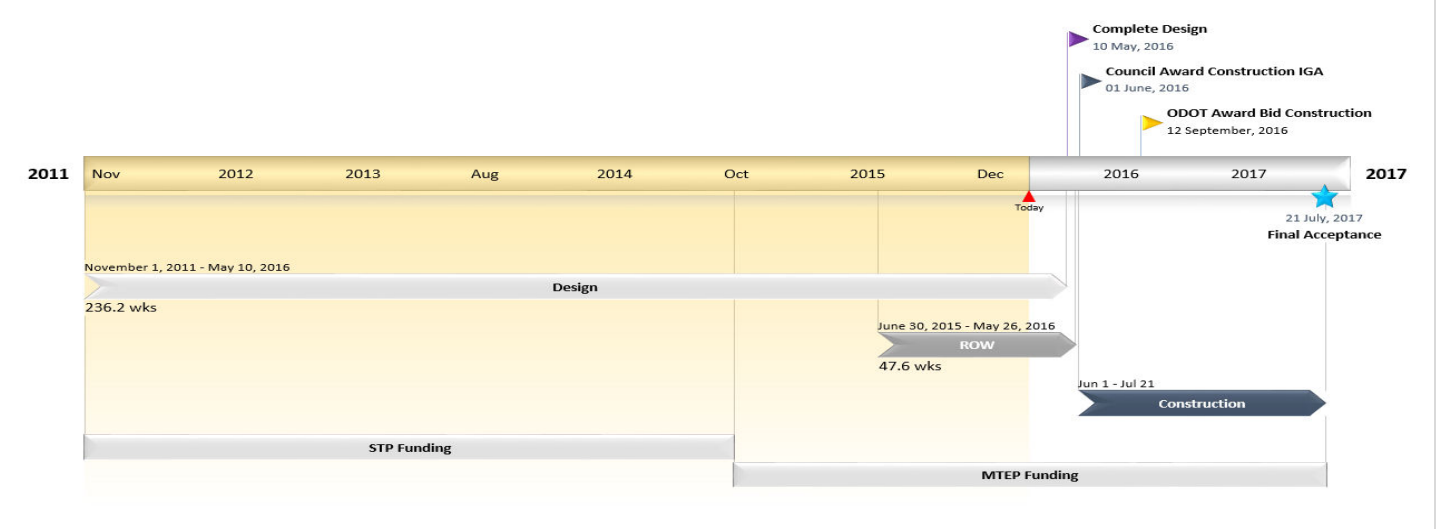 Complete Design
10 May, 2016
Council Award Construction IGA
01 June, 2016
ODOT Award Bid Construction
12 September, 2016
2011 Nov 2012 2013 Aug 2014 Oct 2015 Dec 2016 2017 2017
Today
21 July, 2017
Final Acceptance
November 1, 2011 - May 10, 2016
Design
236.2 wks
June 30, 2015 - May 26, 2016
ROW
47.6 wks
Jun 1 - Jul 21
Construction
STP Funding
MTEP Funding